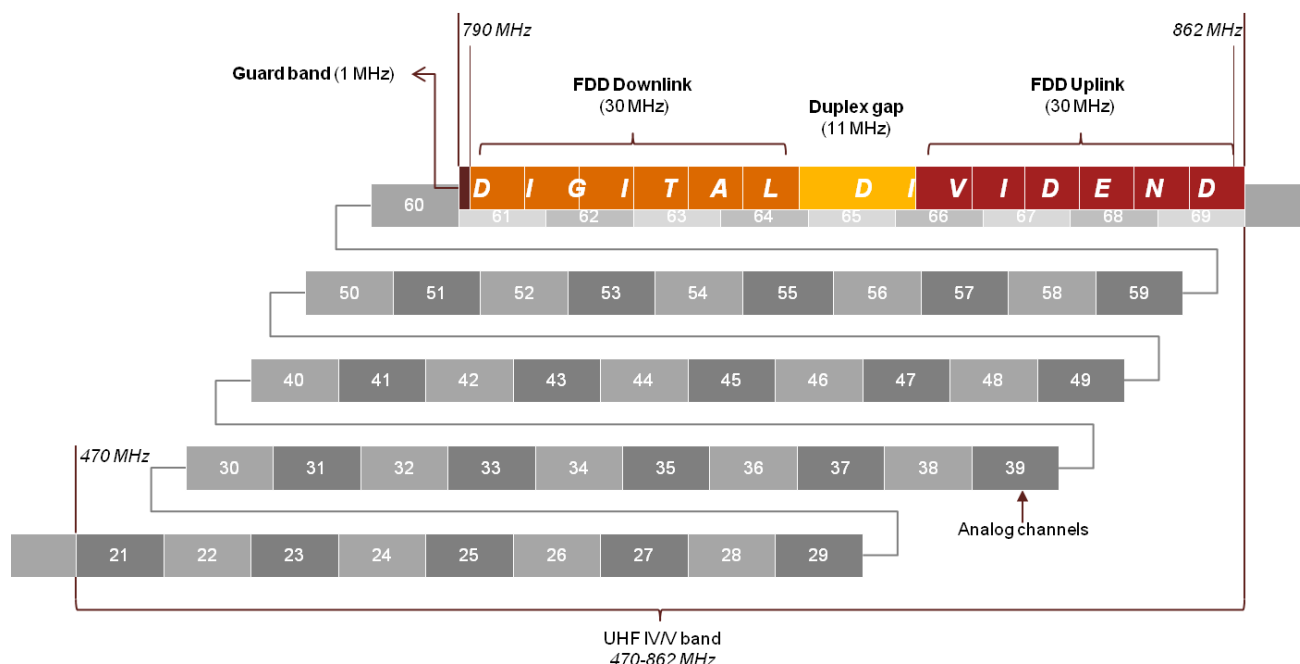 790 MHz
862 MHz
Guard band (1 MHz)
FDD Downlink
(30 MHz)
Duplex gap
(11 MHz)
FDD Uplink
(30 MHz)
D I G I T A L D I V I D E N D
60 61 62 63 64 65 66 67 68 69
50 51 52 53 54 55 56 57 58 59
40 41 42 43 44 45 46 47 48 49
470 MHz
30 31 32 33 34 35 36 37 38 39
Analog channels
21 22 23 24 25 26 27 28 29
UHF IV/V band
470-862 MHz